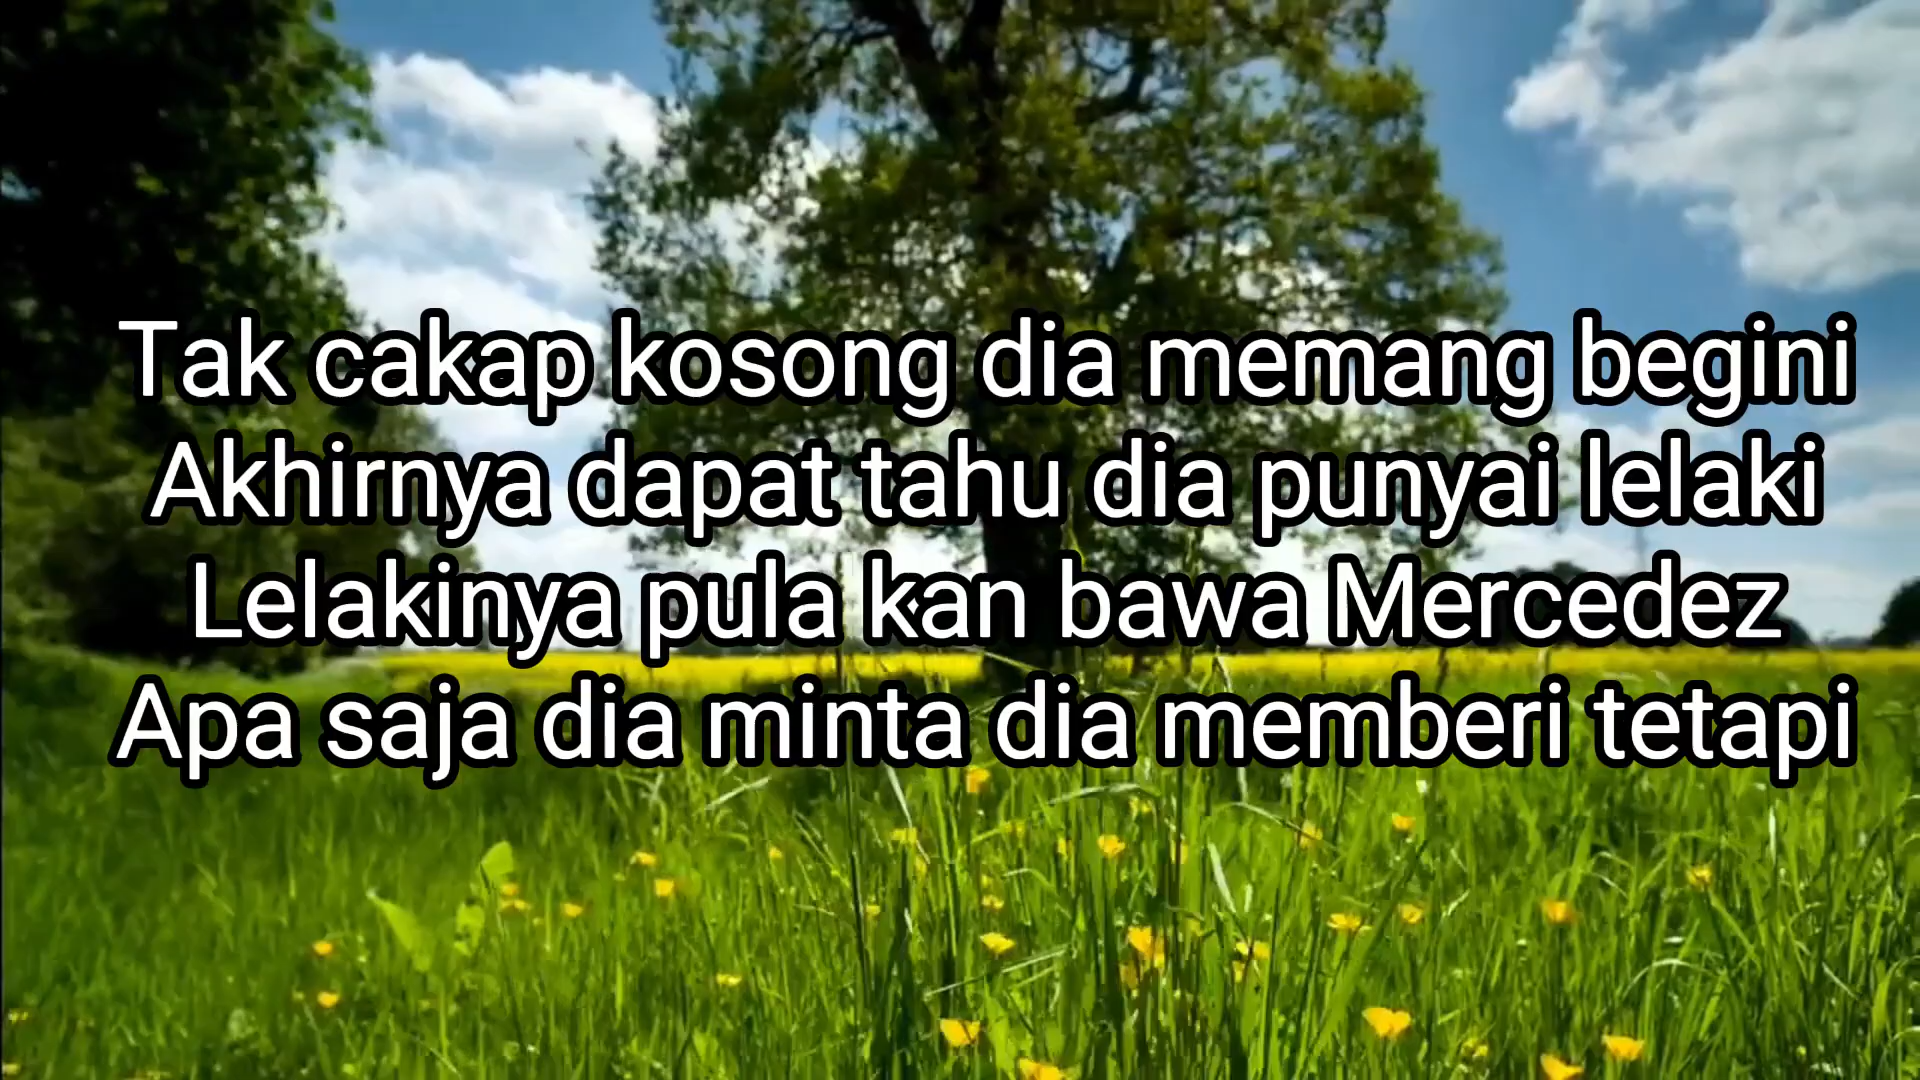 Tak cakap kosong dia memang begini
Akhirnya dapat tahu dia punyai lelaki
Lelakinya pula kan bawa Mercedez
Apa saja dia minta dia memberi tetapi